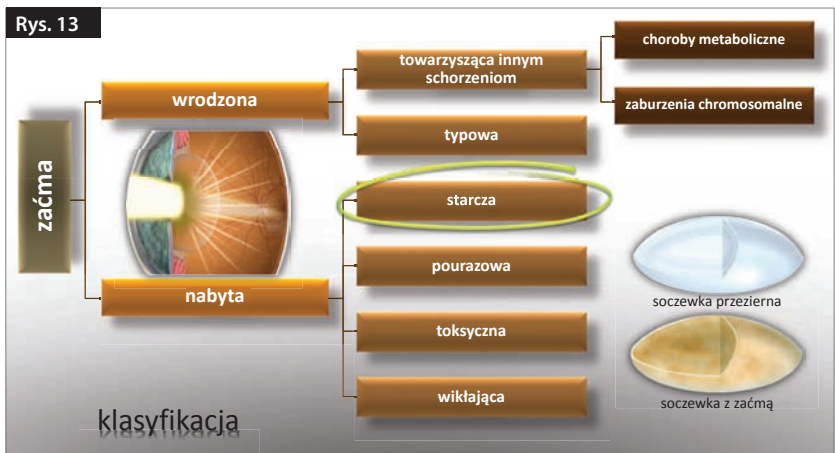 Rys. 13
zaćma
wrodzona
towarzysząca innym
schorzeniom
choroby metaboliczne
zaburzenia chromosomalne
typowa
nabyta
starcza
pourazowa
toksyczna
wikłająca
soczewka przezierna
soczewka z zaćmą
klasyfikacja